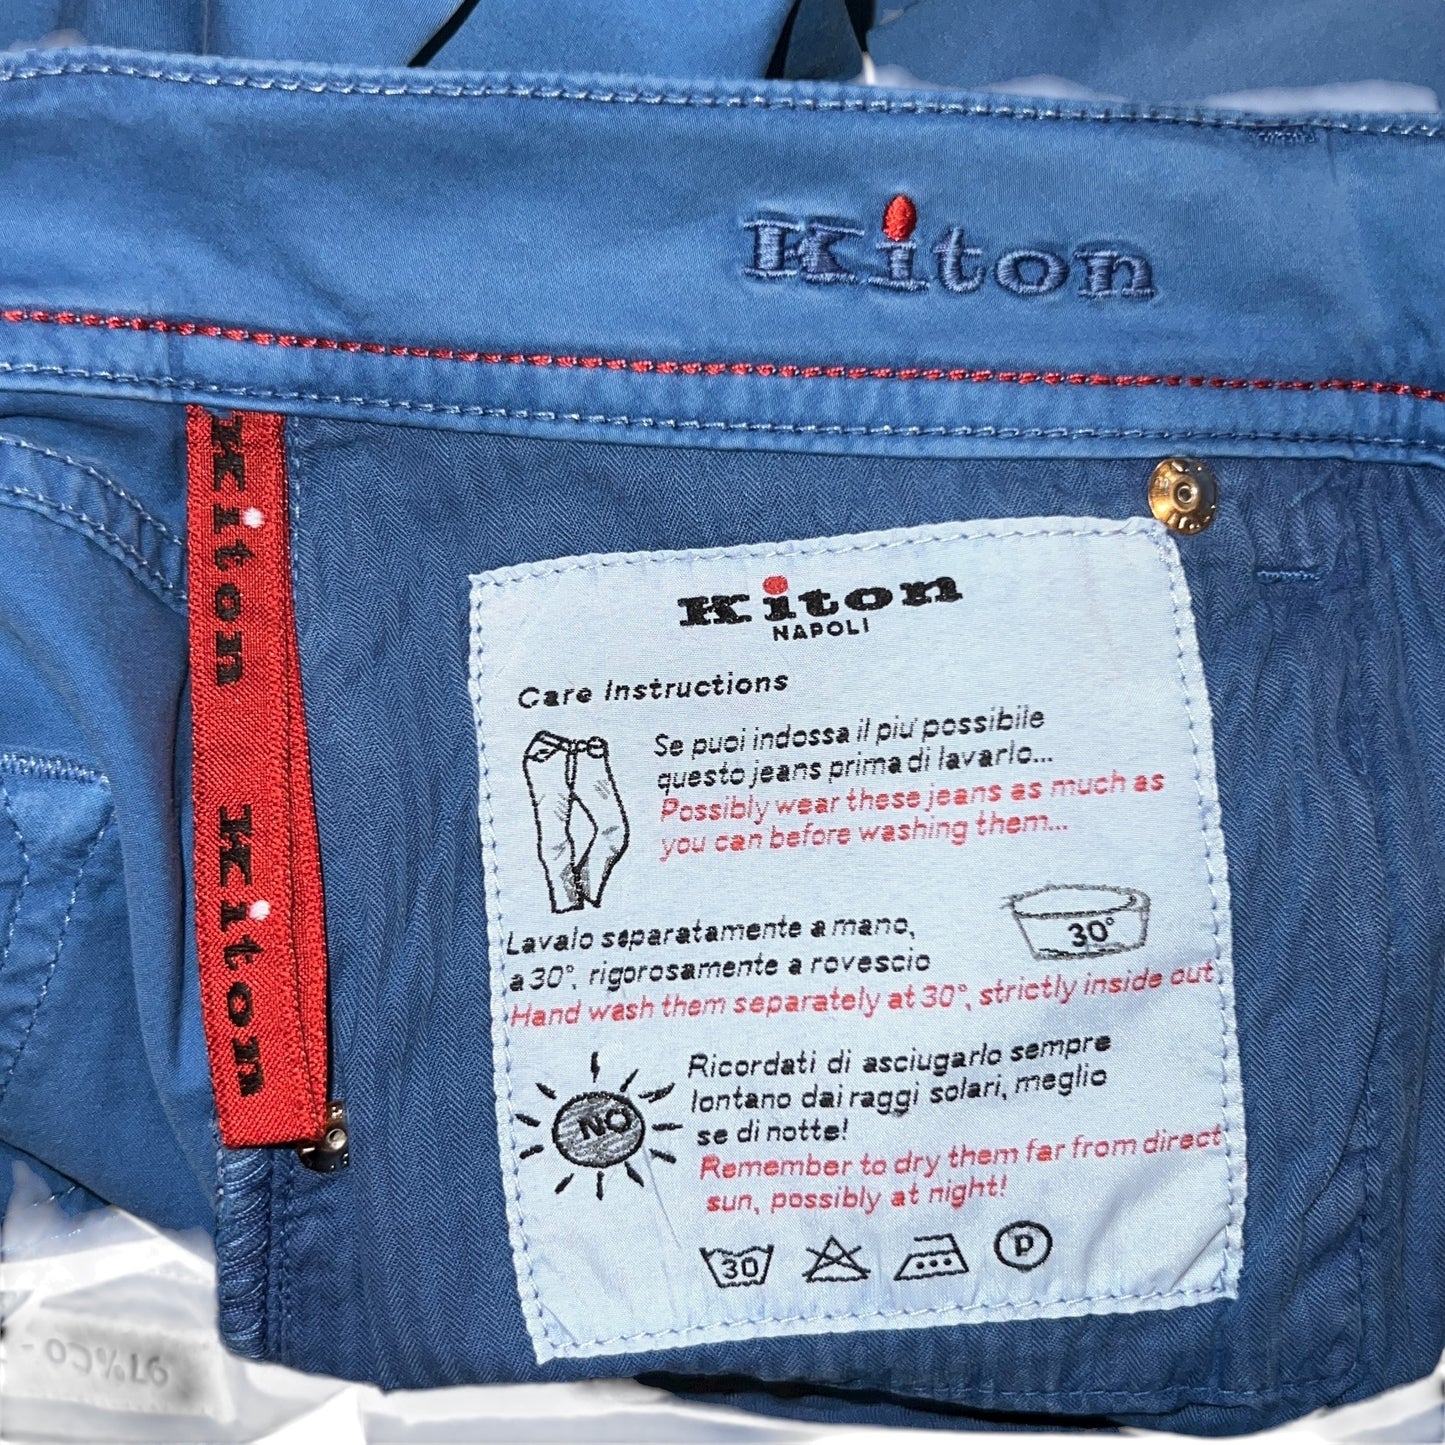 Kiton
Kiton
Kiton
Kiton
NAPOLI
Care Instructions
Se puoi indossa il piu' possibile
questo jeans prima di lavarlo...
Possibly wear these jeans as much as
you can before washing them...
Lavalo separatamente a mano,
a 30°, rigorosamente a rovescio
30°
Hand wash them separately at 30°, strictly inside out
NO
Ricordati di asciugarlo sempre
lontano dai raggi solari, meglio
se di notte!
Remember to dry them far from direct
sun, possibly at night!
30
P
97%CO -